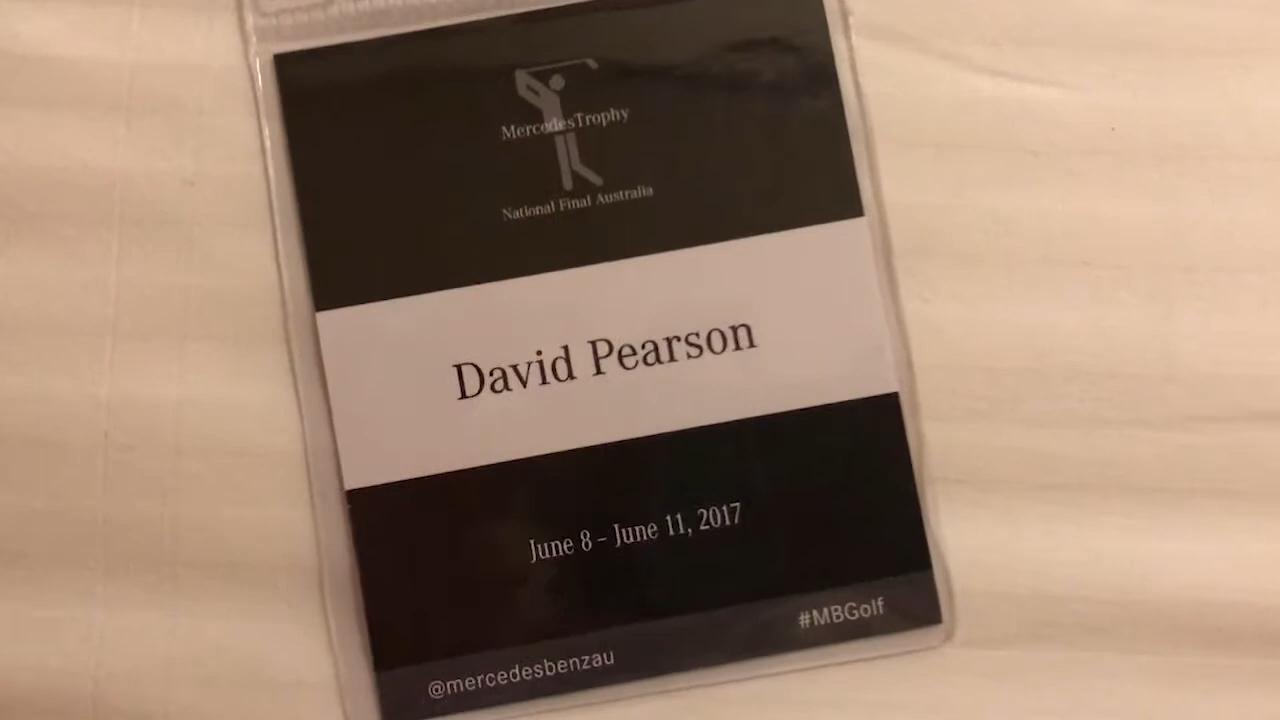 MercedesTrophy
National Final Australia
David Pearson
June 8 – June 11, 2017
#MBGolf
@mercedesbenzau